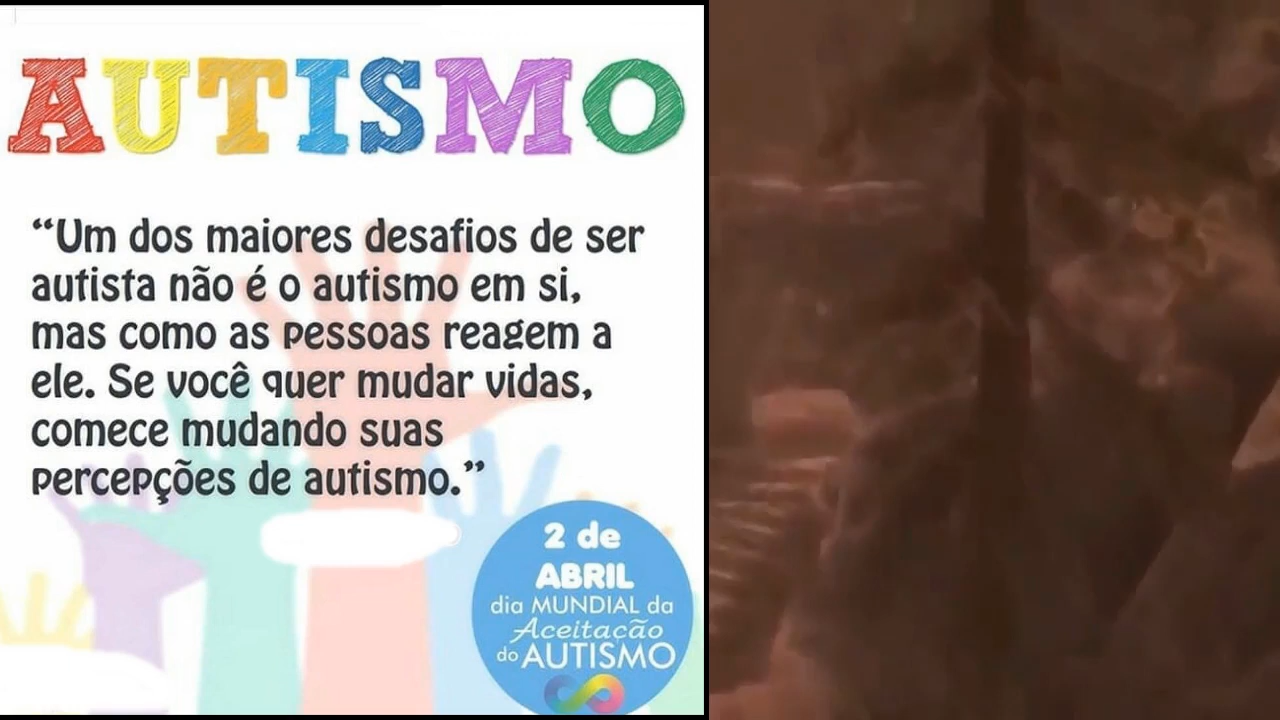 AUTISMO
“Um dos maiores desafios de ser
autista não é o autismo em si,
mas como as pessoas reagem a
ele. Se você quer mudar vidas,
comece mudando suas
percepções de autismo.”
2 de
ABRIL
dia MUNDIAL da
Aceitação
do AUTISMO